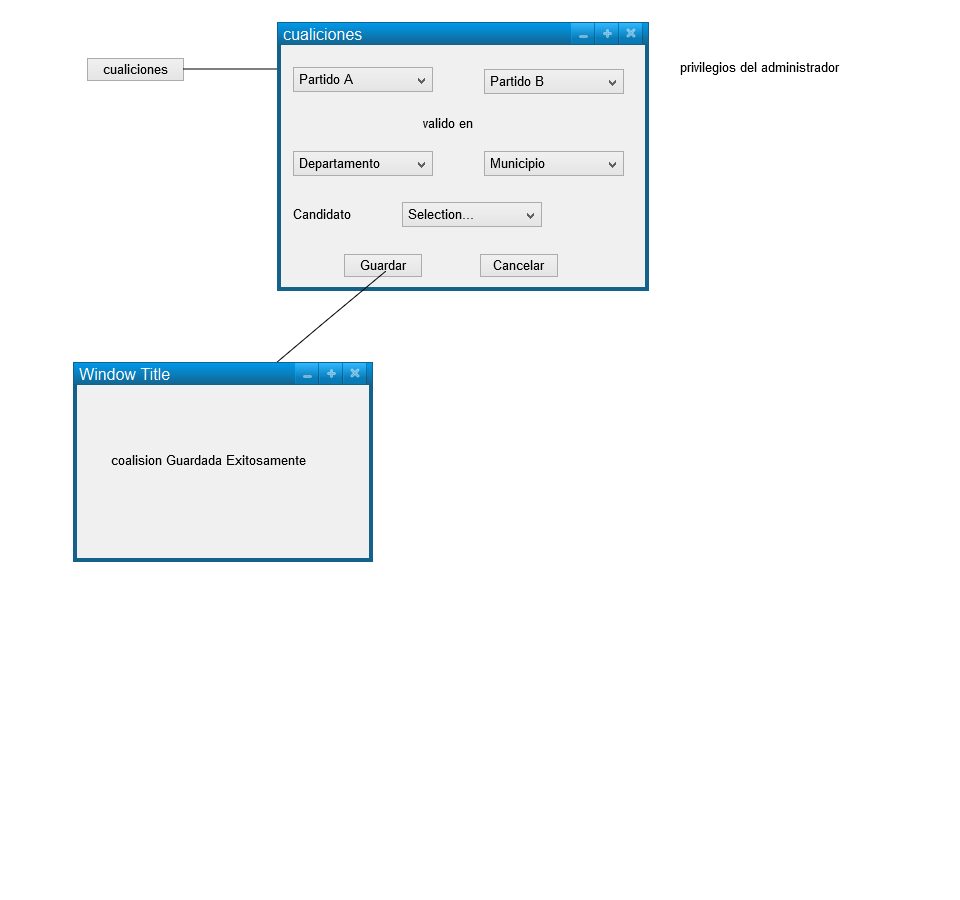 cualiciones
cualiciones
privilegios del administrador
Partido A
Partido B
valido en
Departamento
Municipio
Candidato
Selection...
Guardar
Cancelar
Window Title
coalision Guardada Exitosamente